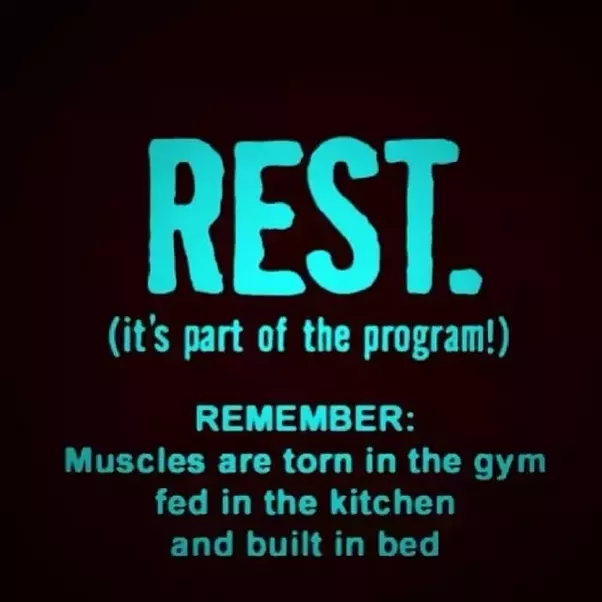 REST.
(it's part of the program!)
REMEMBER:
Muscles are torn in the gym
fed in the kitchen
and built in bed